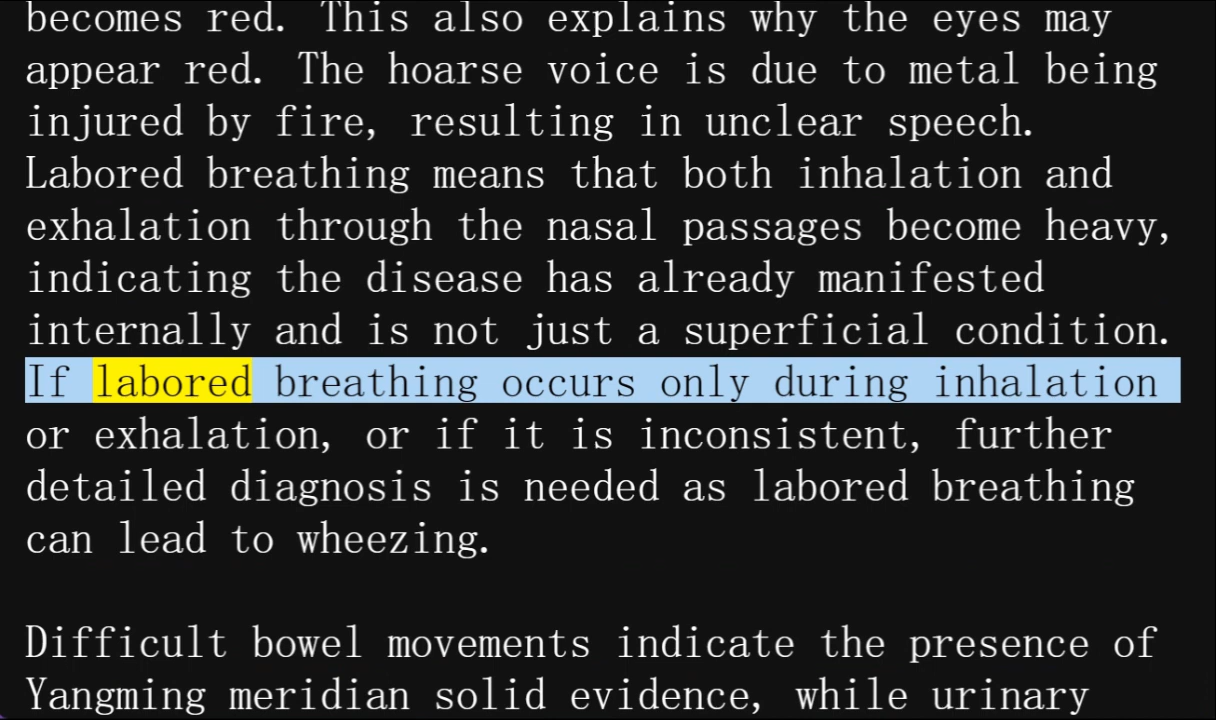 becomes red. This also explains why the eyes may
appear red. The hoarse voice is due to metal being
injured by fire, resulting in unclear speech.
Labored breathing means that both inhalation and
exhalation through the nasal passages become heavy,
indicating the disease has already manifested
internally and is not just a superficial condition.
If labored breathing occurs only during inhalation
or exhalation, or if it is inconsistent, further
detailed diagnosis is needed as labored breathing
can lead to wheezing.
Difficult bowel movements indicate the presence of
Yangming meridian solid evidence, while urinary